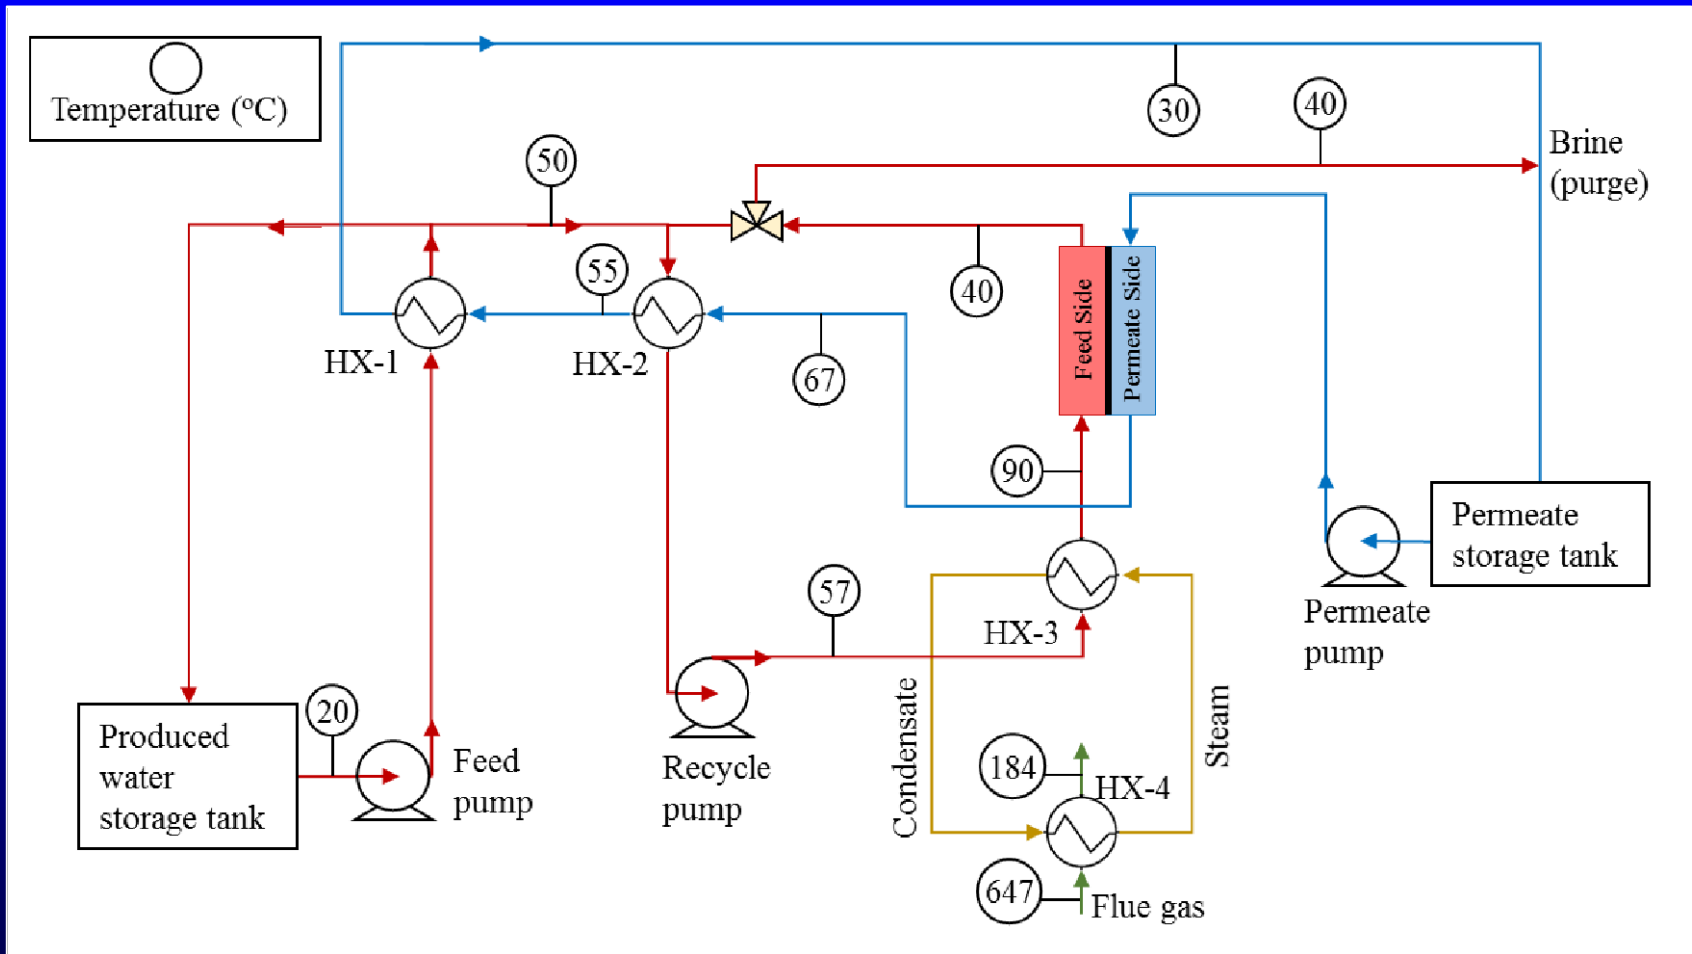 Temperature (°C)
30
40
Brine
(purge)
50
55
40
HX-1
HX-2
67
Feed Side
Permeate Side
90
Permeate
storage tank
57
HX-3
Permeate
pump
20
Produced
water
storage tank
Feed
pump
Recycle
pump
Condensate
Steam
184
HX-4
647
Flue gas